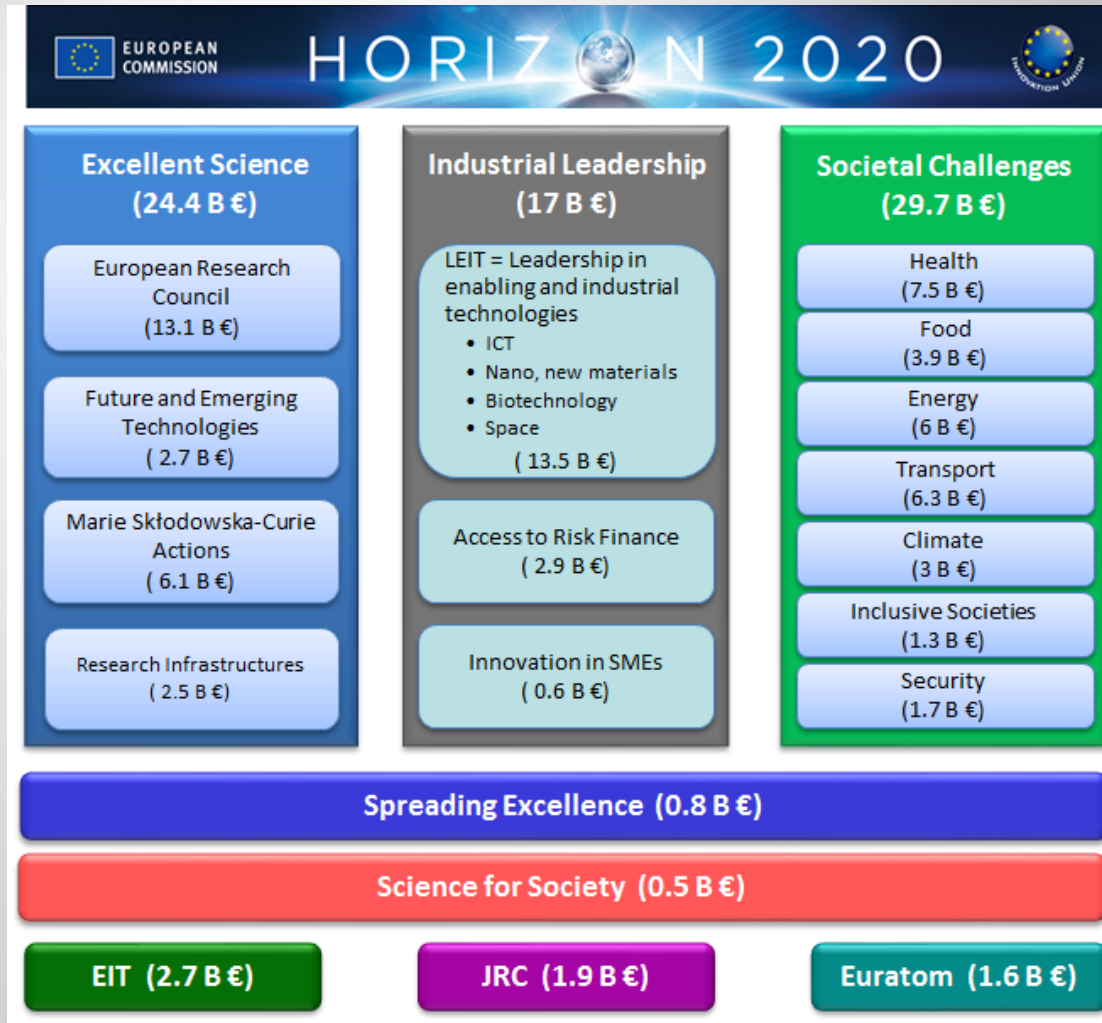 EUROPEAN
COMMISSION
HORIZON 2020
INNOVATION UNION
Excellent Science
(24.4 B €)
European Research
Council
(13.1 B €)
Future and Emerging
Technologies
( 2.7 B €)
Marie Skłodowska-Curie
Actions
( 6.1 B €)
Research Infrastructures
( 2.5 B €)
Industrial Leadership
(17 B €)
LEIT = Leadership in
enabling and industrial
technologies
• ICT
• Nano, new materials
• Biotechnology
• Space
( 13.5 B €)
Access to Risk Finance
( 2.9 B €)
Innovation in SMEs
( 0.6 B €)
Societal Challenges
(29.7 B €)
Health
(7.5 B €)
Food
(3.9 B €)
Energy
(6 B €)
Transport
(6.3 B €)
Climate
(3 B €)
Inclusive Societies
(1.3 B €)
Security
(1.7 B €)
Spreading Excellence (0.8 B €)
Science for Society (0.5 B €)
EIT (2.7 B €)
JRC (1.9 B €)
Euratom (1.6 B €)